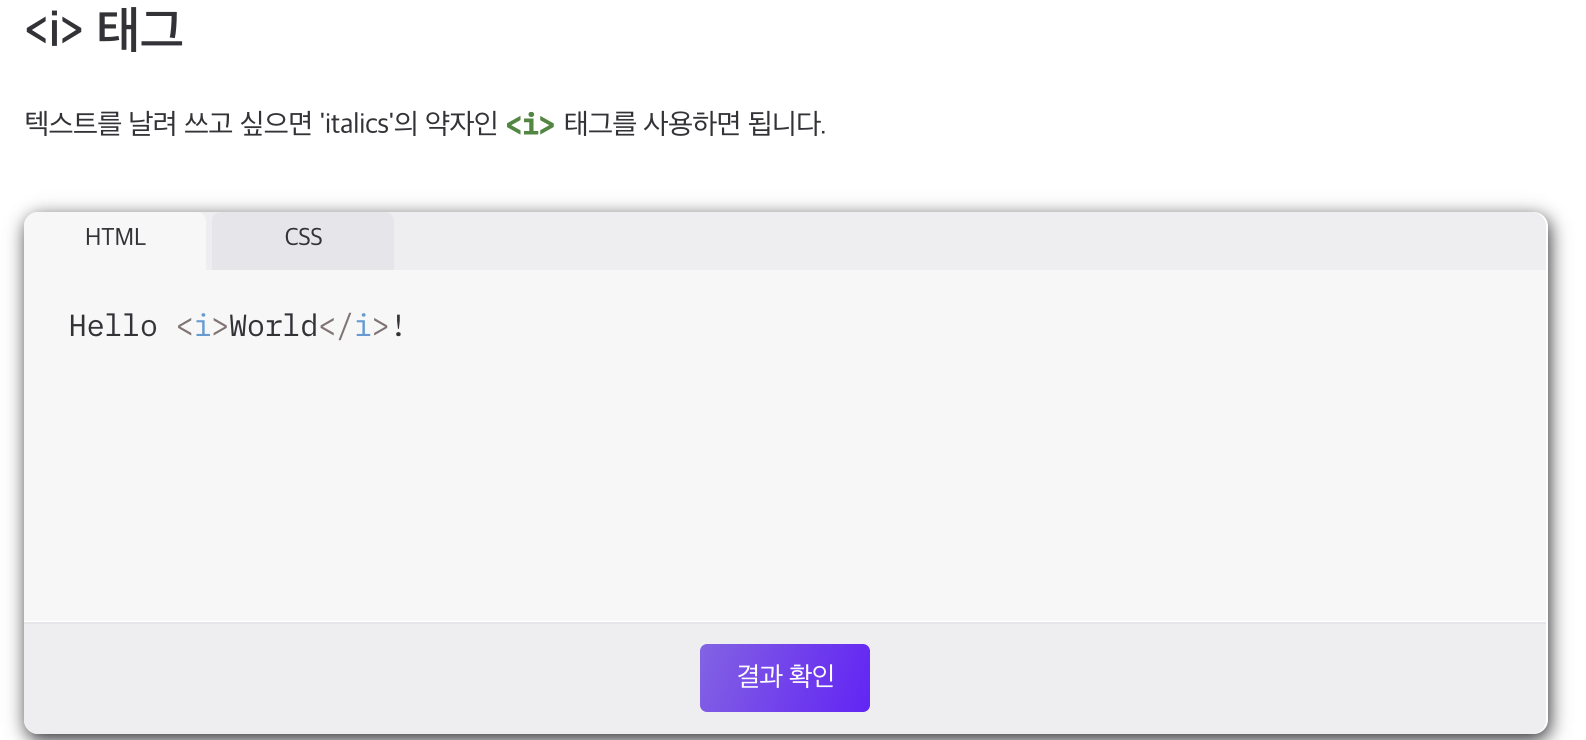 <i> 태그
텍스트를 날려 쓰고 싶으면 'italics'의 약자인 <i> 태그를 사용하면 됩니다.
HTML CSS
Hello <i>World</i>!
결과 확인